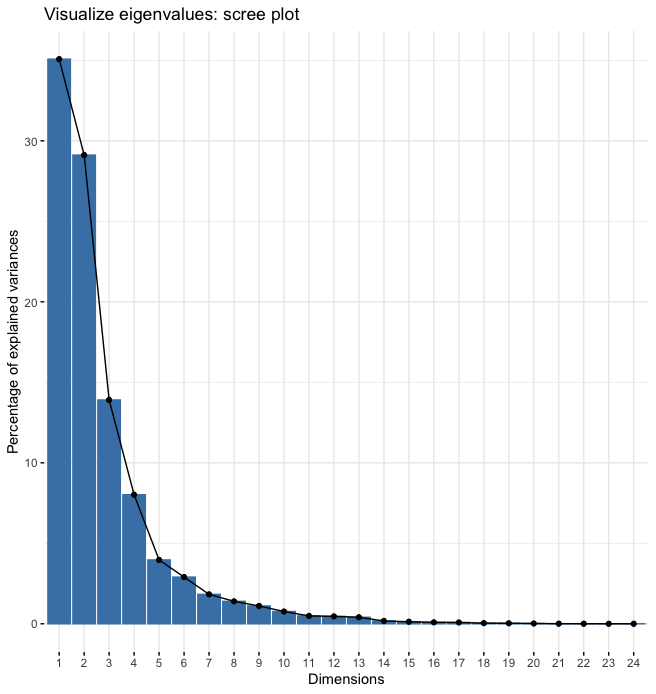 Visualize eigenvalues: scree plot
Percentage of explained variances
30
20
10
0
1 2 3 4 5 6 7 8 9 10 11 12 13 14 15 16 17 18 19 20 21 22 23 24
Dimensions